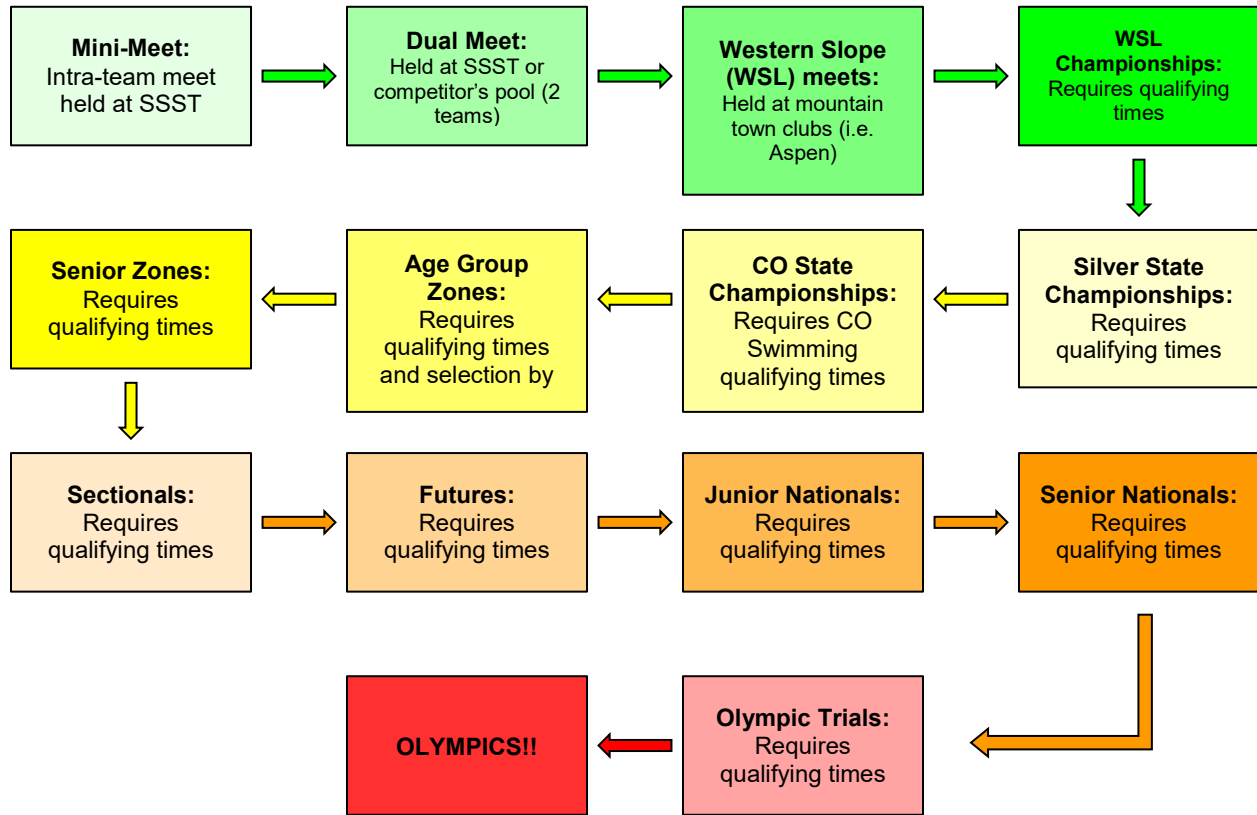 Mini-Meet:
Intra-team meet
held at SSST
Dual Meet:
Held at SSST or
competitor's pool (2
teams)
Western Slope
(WSL) meets:
Held at mountain
town clubs (i.e.
Aspen)
WSL
Championships:
Requires qualifying
times
Silver State
Championships:
Requires
qualifying times
CO State
Championships:
Requires CO
Swimming
qualifying times
Age Group
Zones:
Requires
qualifying times
and selection by
Senior Zones:
Requires
qualifying times
Sectionals:
Requires
qualifying times
Futures:
Requires
qualifying times
Junior Nationals:
Requires
qualifying times
Senior Nationals:
Requires
qualifying times
Olympic Trials:
Requires
qualifying times
OLYMPICS!!